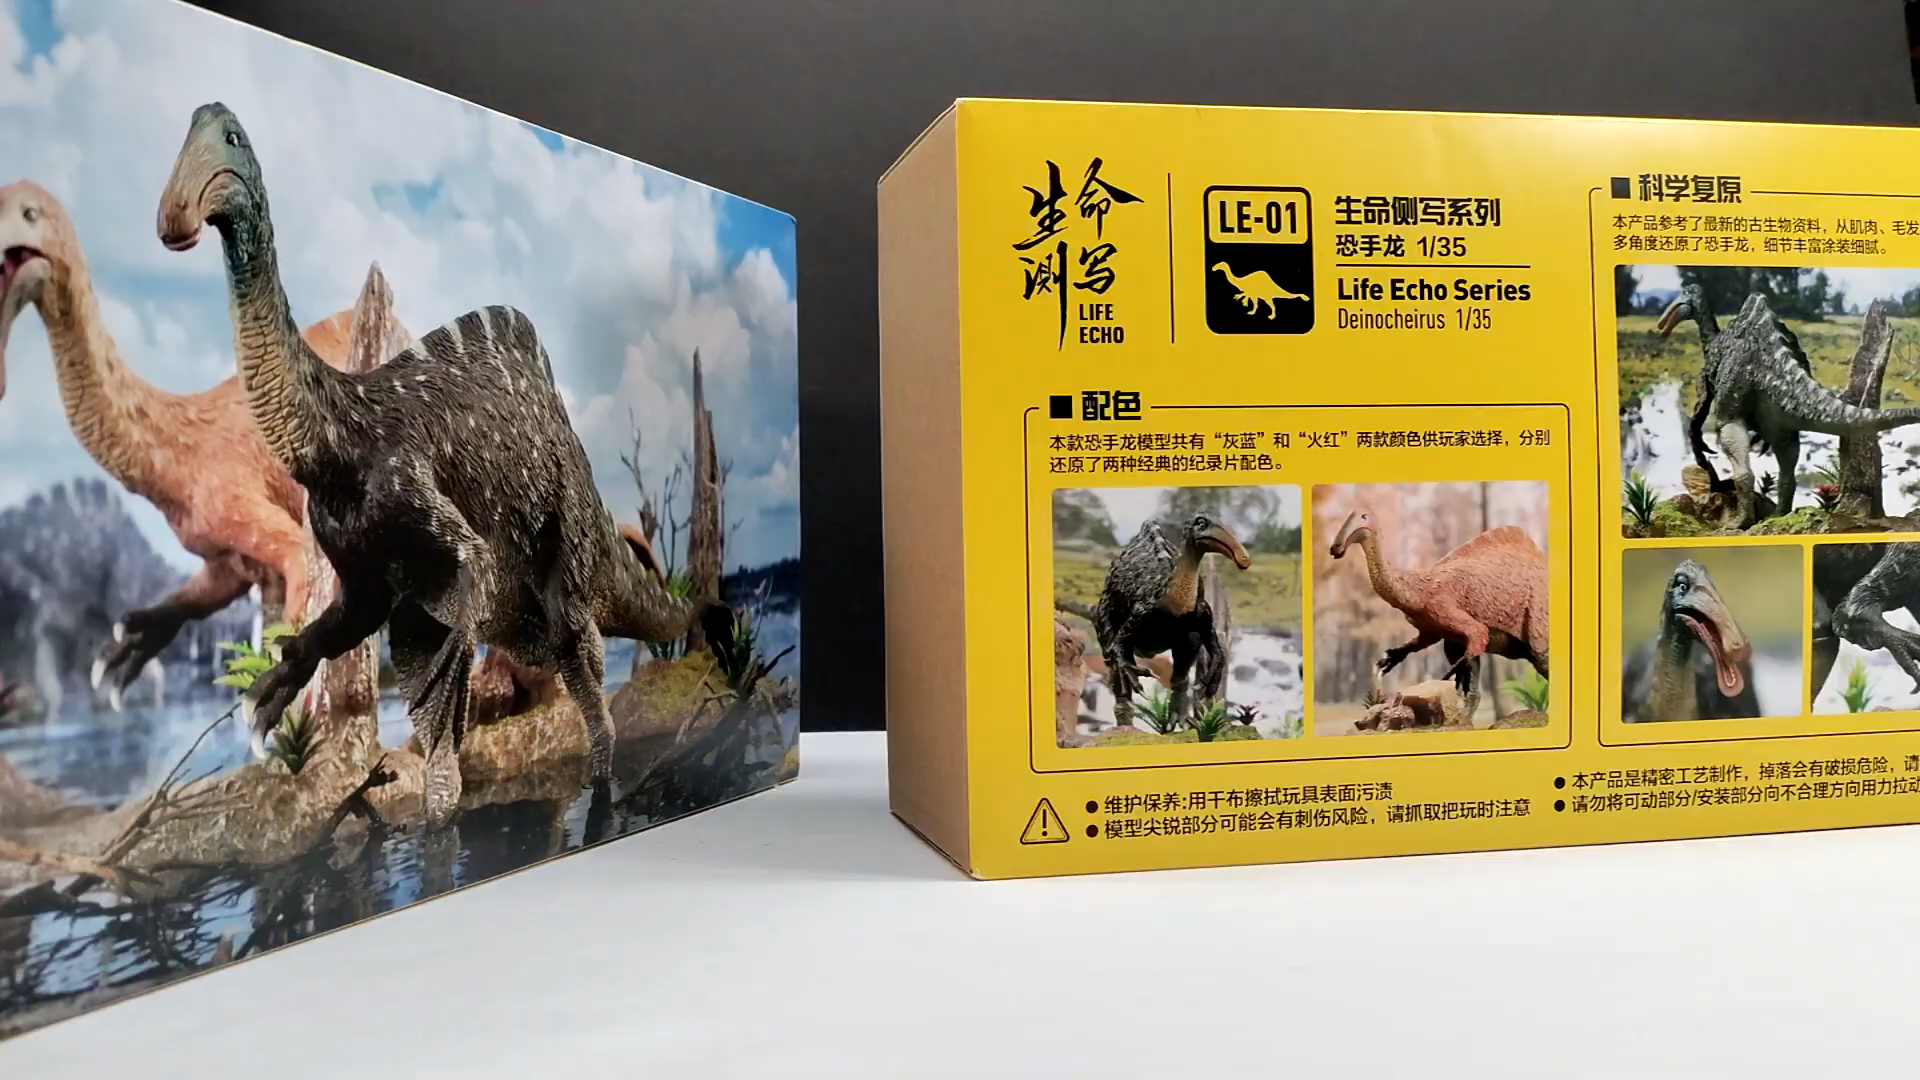 生命
测写
LIFE
ECHO
LE-01
生命侧写系列
恐手龙 1/35
Life Echo Series
Deinocheirus 1/35
配色
本款恐手龙模型共有“灰蓝”和“火红”两款颜色供玩家选择，分别
还原了两种经典的纪录片配色。
科学复原
本产品参考了最新的古生物资料，从肌肉、毛发
多角度还原了恐手龙，细节丰富涂装细腻。
● 维护保养:用干布擦拭玩具表面污渍
● 模型尖锐部分可能会有刺伤风险，请抓取把玩时注意
● 本产品是精密工艺制作，掉落会有破损危险，请
● 请勿将可动部分/安装部分向不合理方向用力拉动